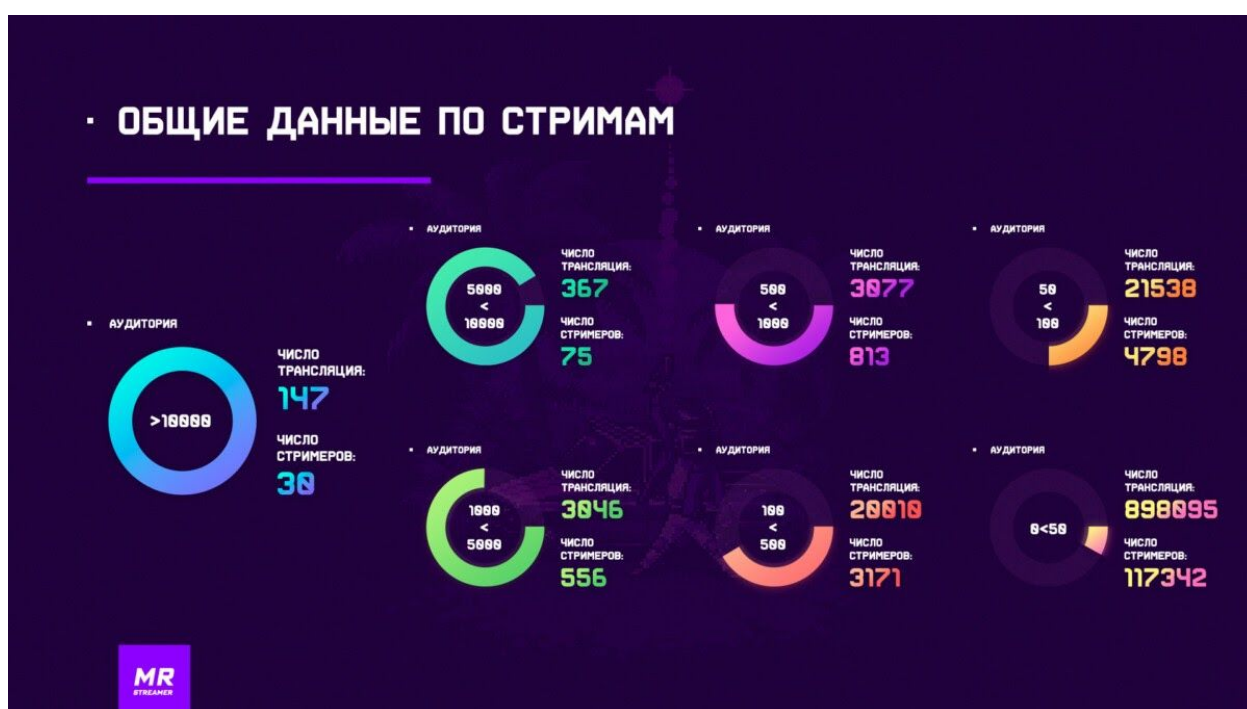 ОБЩИЕ ДАННЫЕ ПО СТРИМАМ
АУДИТОРИЯ
>10000
ЧИСЛО
ТРАНСЛЯЦИЯ:
147
ЧИСЛО
СТРИМЕРОВ:
30
АУДИТОРИЯ
5000
<
10000
ЧИСЛО
ТРАНСЛЯЦИЯ:
367
ЧИСЛО
СТРИМЕРОВ:
75
АУДИТОРИЯ
500
<
1000
ЧИСЛО
ТРАНСЛЯЦИЯ:
3077
ЧИСЛО
СТРИМЕРОВ:
813
АУДИТОРИЯ
50
<
100
ЧИСЛО
ТРАНСЛЯЦИЯ:
21538
ЧИСЛО
СТРИМЕРОВ:
4798
АУДИТОРИЯ
1000
<
5000
ЧИСЛО
ТРАНСЛЯЦИЯ:
3046
ЧИСЛО
СТРИМЕРОВ:
556
АУДИТОРИЯ
100
<
500
ЧИСЛО
ТРАНСЛЯЦИЯ:
20010
ЧИСЛО
СТРИМЕРОВ:
3171
АУДИТОРИЯ
0<50
ЧИСЛО
ТРАНСЛЯЦИЯ:
898095
ЧИСЛО
СТРИМЕРОВ:
117342
MR
STREAMER